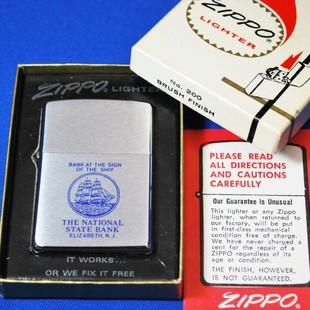 ZIPPO
LIGHTER
No. 200
BRUSH FINISH
ZIPPO LIGHTER
BANK AT THE SIGN
OF THE SHIP
THE NATIONAL
STATE BANK
ELIZABETH, N.J.
IT WORKS...
OR WE FIX IT FREE
PLEASE READ
ALL DIRECTIONS
AND CAUTIONS
CAREFULLY
Our Guarantee is Unusual
This lighter or any Zippo
lighter, when returned to
our factory, will be put
in first-class mechanical
condition free of charge.
We have never charged a
cent for the repair of a
ZIPPO regardless of its
age or condition.
THE FINISH, HOWEVER,
IS NOT GUARANTEED.
ZIPPO